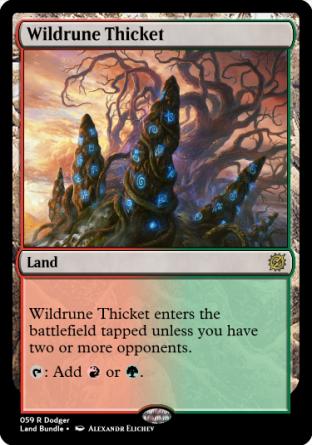 Wildrune Thicket
Land
Wildrune Thicket enters the
battlefield tapped unless you have
two or more opponents.
: Add or .
059 R Dodger
Land Bundle • Alexandr Elichev